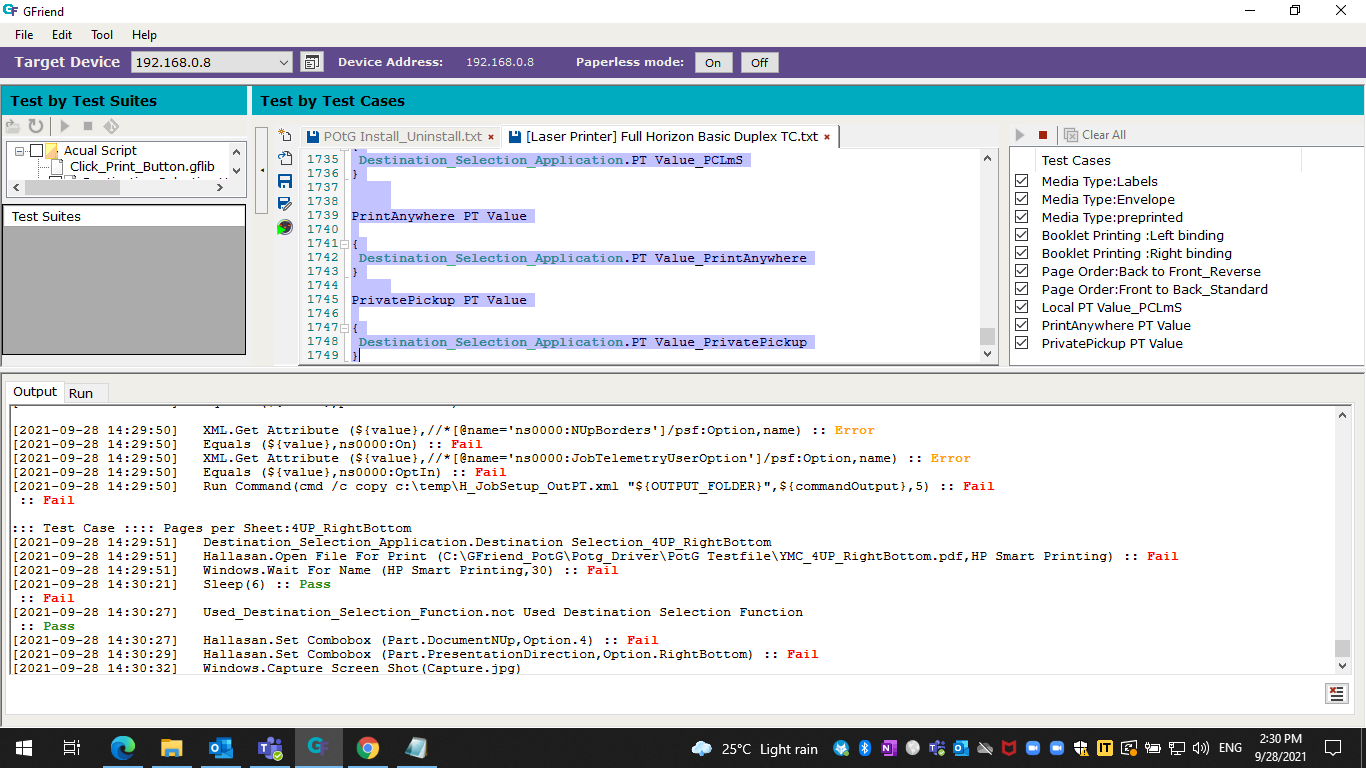 GFriend
File Edit Tool Help
Target Device 192.168.0.8 Device Address: 192.168.0.8 Paperless mode: On Off
Test by Test Suites
Test by Test Cases
Acual Script
Click_Print_Button.gflib
Test Suites
POtG Install_Uninstall.txt × [Laser Printer] Full Horizon Basic Duplex TC.txt ×
1735 Destination_Selection_Application.PT Value_PCLmS
1736 }
1737
1738
1739 PrintAnywhere PT Value
1740
1741 {
1742 Destination_Selection_Application.PT Value_PrintAnywhere
1743 }
1744
1745 PrivatePickup PT Value
1746
1747 {
1748 Destination_Selection_Application.PT Value_PrivatePickup
1749 }
Clear All
Test Cases
Media Type:Labels
Media Type:Envelope
Media Type:preprinted
Booklet Printing :Left binding
Booklet Printing :Right binding
Page Order:Back to Front_Reverse
Page Order:Front to Back_Standard
Local PT Value_PCLmS
PrintAnywhere PT Value
PrivatePickup PT Value
Output Run
[2021-09-28 14:29:50] XML.Get Attribute (${value},//*[@name='ns0000:NUpBorders']/psf:Option,name) :: Error
[2021-09-28 14:29:50] Equals (${value},ns0000:On) :: Fail
[2021-09-28 14:29:50] XML.Get Attribute (${value},//*[@name='ns0000:JobTelemetryUserOption']/psf:Option,name) :: Error
[2021-09-28 14:29:50] Equals (${value},ns0000:OptIn) :: Fail
[2021-09-28 14:29:50] Run Command(cmd /c copy c:\temp\H_JobSetup_OutPT.xml "${OUTPUT_FOLDER}",${commandOutput},5) :: Fail
:: Fail
::: Test Case :::: Pages per Sheet:4UP_RightBottom
[2021-09-28 14:29:51] Destination_Selection_Application.Destination Selection_4UP_RightBottom
[2021-09-28 14:29:51] Hallasan.Open File For Print (C:\GFriend_PotG\Potg_Driver\PotG Testfile\YMC_4UP_RightBottom.pdf,HP Smart Printing) :: Fail
[2021-09-28 14:29:51] Windows.Wait For Name (HP Smart Printing,30) :: Fail
[2021-09-28 14:30:21] Sleep(6) :: Pass
:: Fail
[2021-09-28 14:30:27] Used_Destination_Selection_Function.not Used Destination Selection Function
:: Pass
[2021-09-28 14:30:27] Hallasan.Set Combobox (Part.DocumentNUp,Option.4) :: Fail
[2021-09-28 14:30:29] Hallasan.Set Combobox (Part.PresentationDirection,Option.RightBottom) :: Fail
[2021-09-28 14:30:32] Windows.Capture Screen Shot(Capture.jpg)
25°C Light rain ENG 2:30 PM
9/28/2021